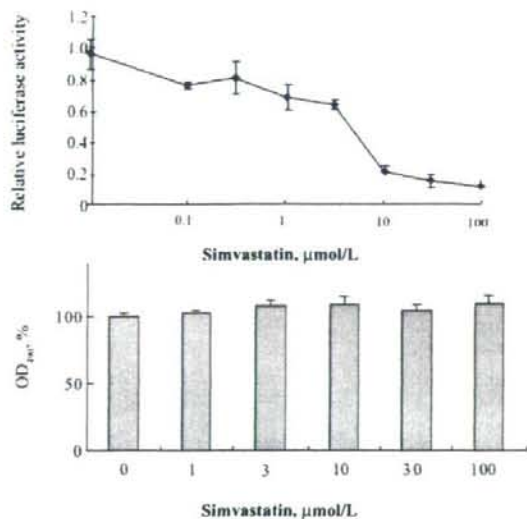 Relative luciferase activity
1.2
1.0
0.8
0.6
0.4
0.2
0
0.1 1 10 100
Simvastatin, μmol/L
OD490, %
100
50
0
0 1 3 10 30 100
Simvastatin, μmol/L